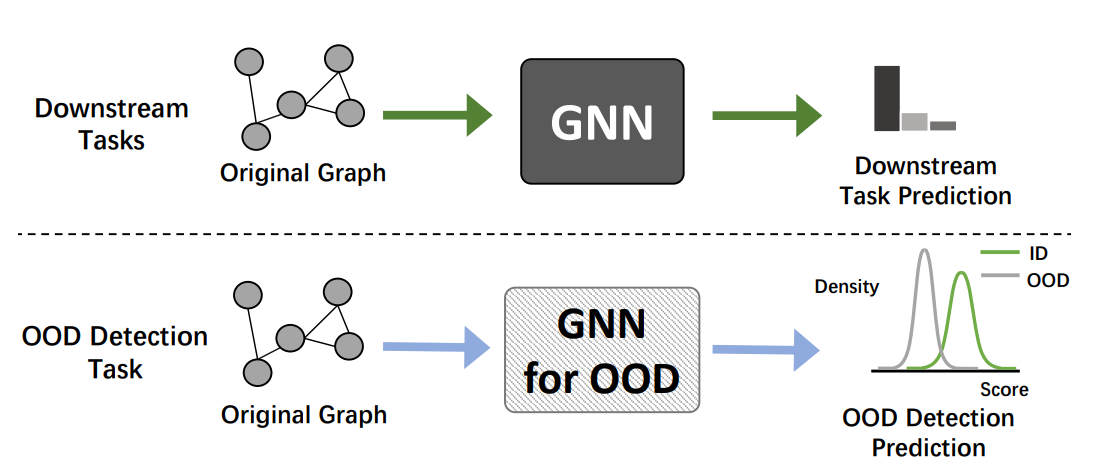 Downstream
Tasks
Original Graph
GNN
Downstream
Task Prediction
OOD Detection
Task
Original Graph
GNN
for OOD
Density
ID
OOD
Score
OOD Detection
Prediction